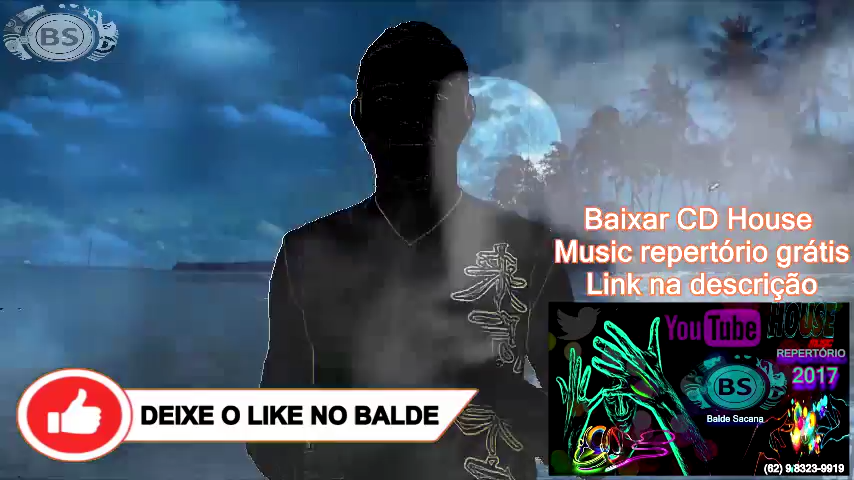 BS
Baixar CD House
Music repertório grátis
Link na descrição
YouTube
HOUSE
REPERTÓRIO
2017
BS
Balde Sacana
DEIXE O LIKE NO BALDE
(62) 9/8323-9919